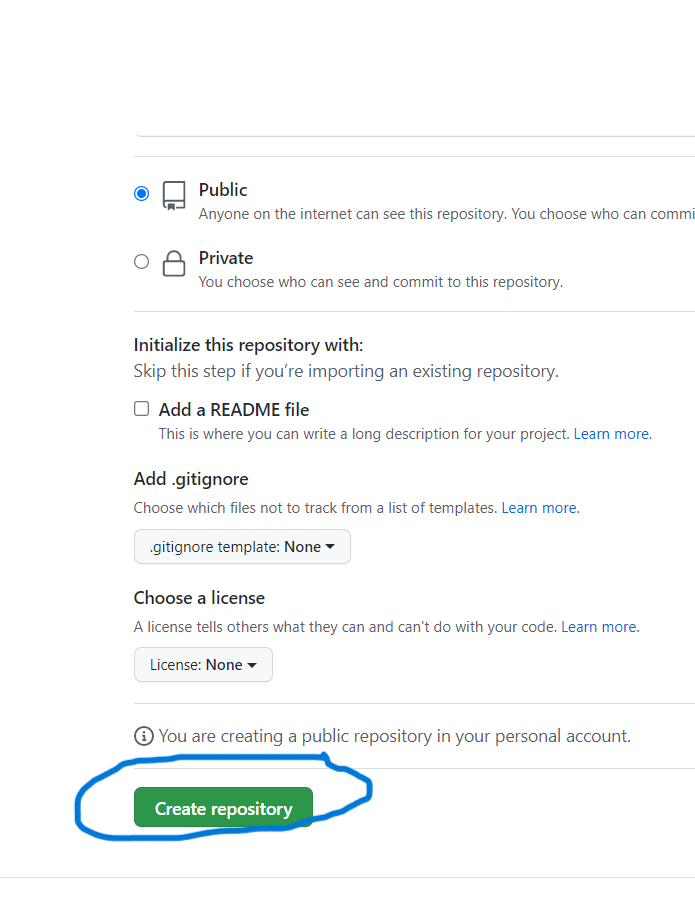 Public
Anyone on the internet can see this repository. You choose who can commi
Private
You choose who can see and commit to this repository.
Initialize this repository with:
Skip this step if you’re importing an existing repository.
Add a README file
This is where you can write a long description for your project. Learn more.
Add .gitignore
Choose which files not to track from a list of templates. Learn more.
.gitignore template: None
Choose a license
A license tells others what they can and can't do with your code. Learn more.
License: None
You are creating a public repository in your personal account.
Create repository